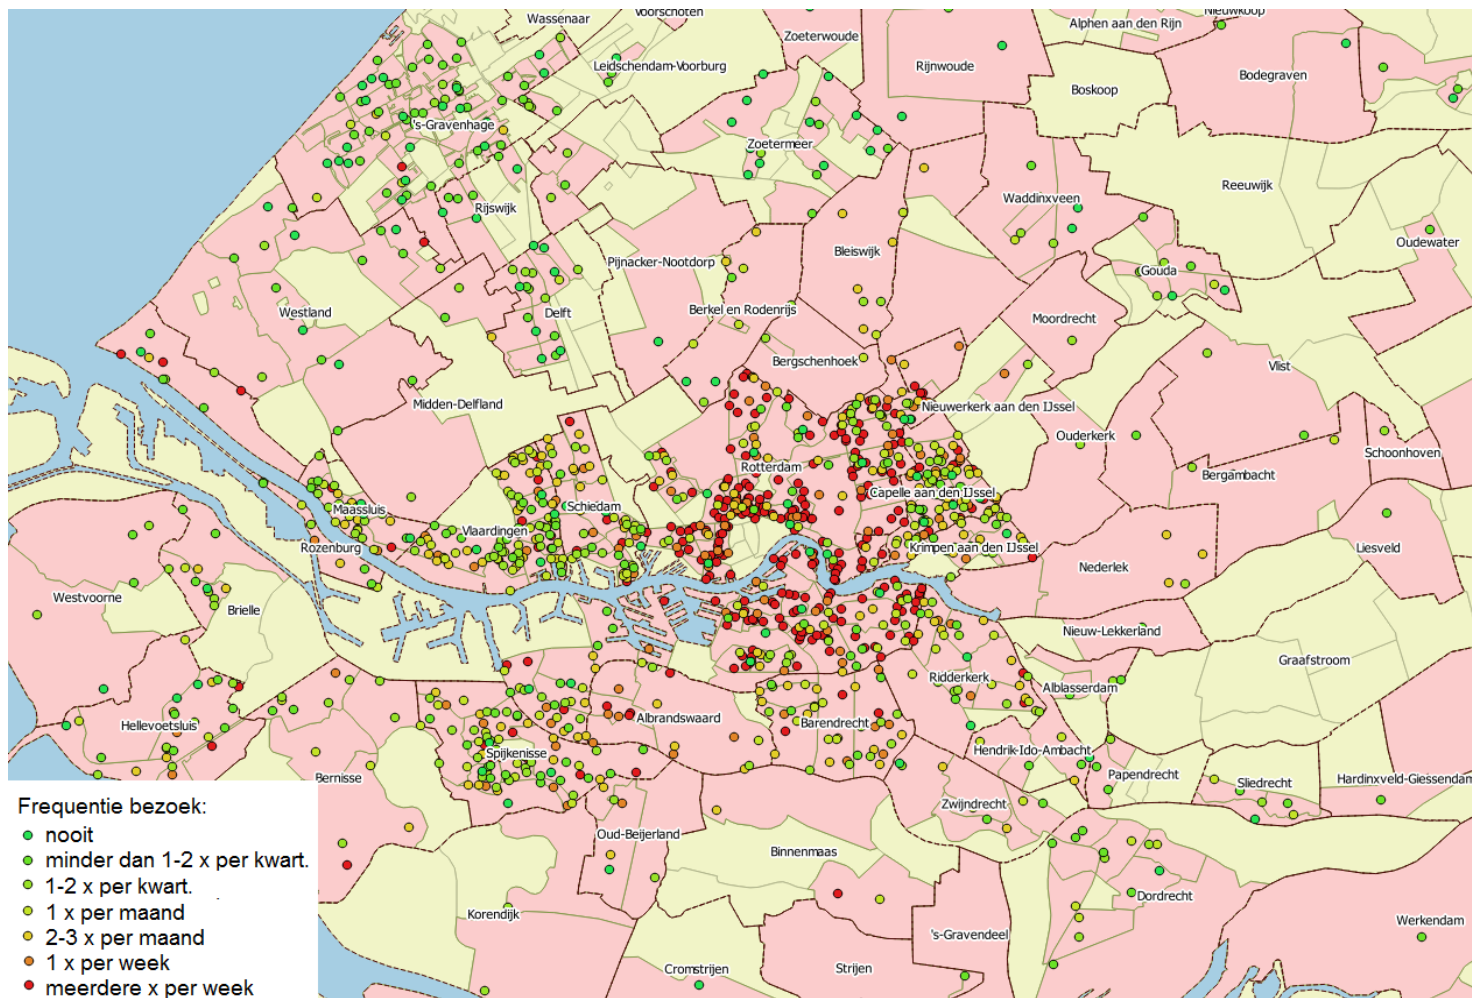 Wassenaar
Voorschoten
Nieuwkoop
Alphen aan den Rijn
Zoeterwoude
Leidschendam-Voorburg
Rijnwoude
Bodegraven
Boskoop
's-Gravenhage
Zoetermeer
Reeuwijk
Waddinxveen
Rijswijk
Oudewater
Bleiswijk
Pijnacker-Nootdorp
Gouda
Westland
Delft
Berkel en Rodenrijs
Moordrecht
Bergschenhoek
Vlist
Midden-Delfland
Nieuwerkerk aan den IJssel
Ouderkerk
Schoonhoven
Rotterdam
Bergambacht
Capelle aan den IJssel
Maassluis
Schiedam
Vlaardingen
Rozenburg
Krimpen aan den IJssel
Liesveld
Nederlek
Westvoorne
Brielle
Nieuw-Lekkerland
Graafstroom
Ridderkerk
Alblasserdam
Albrandswaard
Barendrecht
Hellevoetsluis
Hendrik-Ido-Ambacht
Spijkenisse
Bernisse
Papendrecht
Sliedrecht
Hardinxveld-Giessendam
Zwijndrecht
Oud-Beijerland
Binnenmaas
Dordrecht
Korendijk
Werkendam
's-Gravendeel
Cromstrijen
Strijen
Frequentie bezoek:
nooit
minder dan 1-2 x per kwart.
1-2 x per kwart.
1 x per maand
2-3 x per maand
1 x per week
meerdere x per week